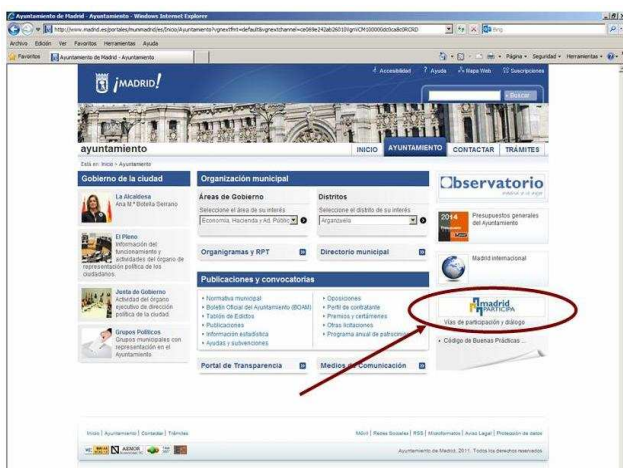 Ayuntamiento de Madrid - Ayuntamiento - Windows Internet Explorer
Archivo Edición Ver Favoritos Herramientas Ayuda
Favoritos Ayuntamiento de Madrid - Ayuntamiento
Página Seguridad Herramientas
Accesibilidad ? Ayuda Mapa Web Suscripciones
¡MADRID!
Buscar
ayuntamiento
INICIO AYUNTAMIENTO CONTACTAR TRÁMITES
Está en: Inicio > Ayuntamiento
Gobierno de la ciudad
La Alcaldesa
Ana M.ª Botella Serrano
El Pleno
Información del
funcionamiento y
actividades del órgano de
representación política de los
ciudadanos.
Junta de Gobierno
Actividad del órgano
ejecutivo de dirección
política de la ciudad
Grupos Políticos
Grupos municipales con
representación en el
Ayuntamiento
Organización municipal
Áreas de Gobierno
Seleccione el área de su interés
Economía, Hacienda y Ad. Públic
Distritos
Seleccione el distrito de su interés
Arganzuela
Organigramas y RPT
Directorio municipal
Publicaciones y convocatorias
Normativa municipal
Boletín Oficial del Ayuntamiento (BOAM)
Tablón de Edictos
Publicaciones
Información estadística
Ayudas y subvenciones
Oposiciones
Perfil de contratante
Premios y certámenes
Otras licitaciones
Programa anual de patrocinios
Portal de Transparencia
Medios de Comunicación
Observatorio
2014
Presupuestos generales
del Ayuntamiento
Madrid internacional
madrid
PARTICIPA
Vías de participación y diálogo
Código de Buenas Prácticas ...
Inicio | Ayuntamiento | Contactar | Trámites
Móvil | Redes Sociales | RSS | Misinformatos | Aviso Legal | Protección de datos
AENOR
Ayuntamiento de Madrid, 2011. Todos los derechos reservados